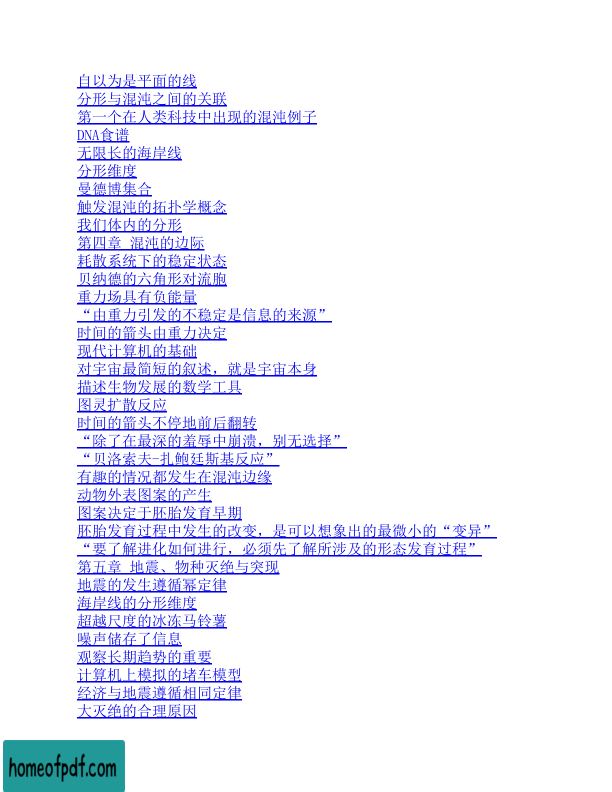 自以为是平面的线
分形与混沌之间的关联
第一个在人类科技中出现的混沌例子
DNA食谱
无限长的海岸线
分形维度
曼德博集合
触发混沌的拓扑学概念
我们体内的分形
第四章 混沌的边际
耗散系统下的稳定状态
贝纳德的六角形对流胞
重力场具有负能量
“由重力引发的不稳定是信息的来源”
时间的箭头由重力决定
现代计算机的基础
对宇宙最简短的叙述，就是宇宙本身
描述生物发展的数学工具
图灵扩散反应
时间的箭头不停地前后翻转
“除了在最深的羞辱中崩溃，别无选择”
“贝洛索夫-扎鲍廷斯基反应”
有趣的情况都发生在混沌边缘
动物外表图案的产生
图案决定于胚胎发育早期
胚胎发育过程中发生的改变，是可以想象出的最微小的“变异”
“要了解进化如何进行，必须先了解所涉及的形态发育过程”
第五章 地震、物种灭绝与突现
地震的发生遵循幂定律
海岸线的分形维度
超越尺度的冰冻马铃薯
噪声储存了信息
观察长期趋势的重要
计算机上模拟的堵车模型
经济与地震遵循相同定律
大灭绝的合理原因
homeofpdf.com